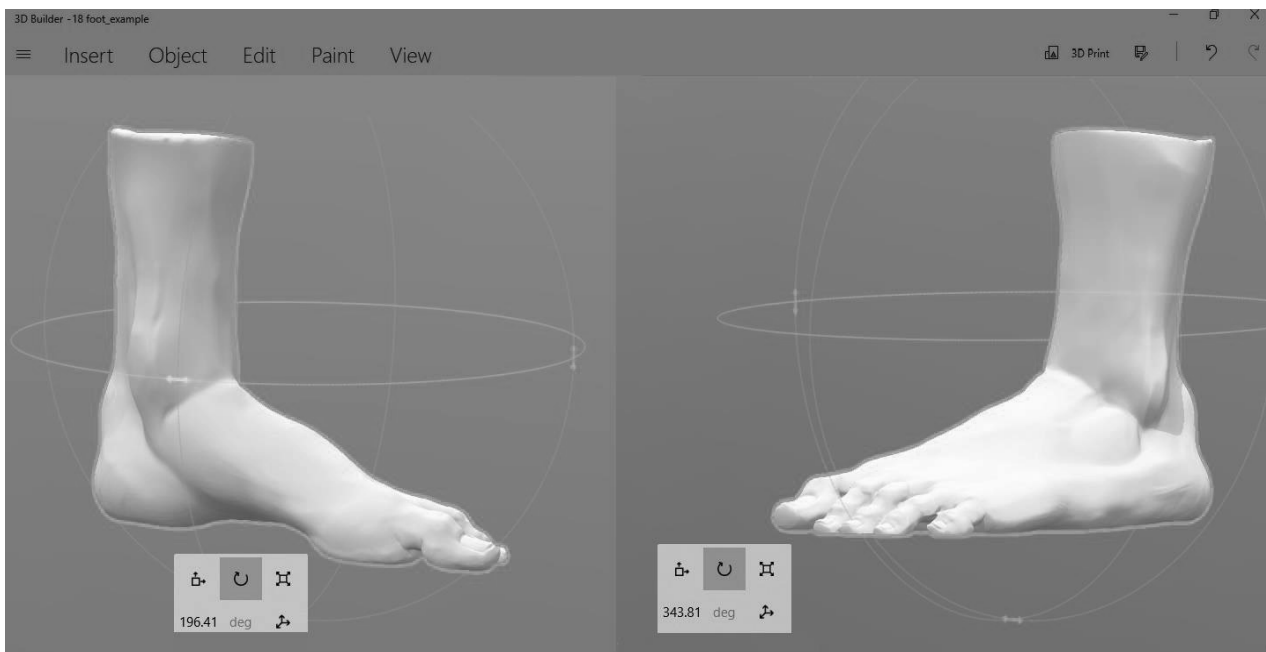 3D Builder - 18 foot_example
Insert Object Edit Paint View 3D Print
196.41 deg
343.81 deg